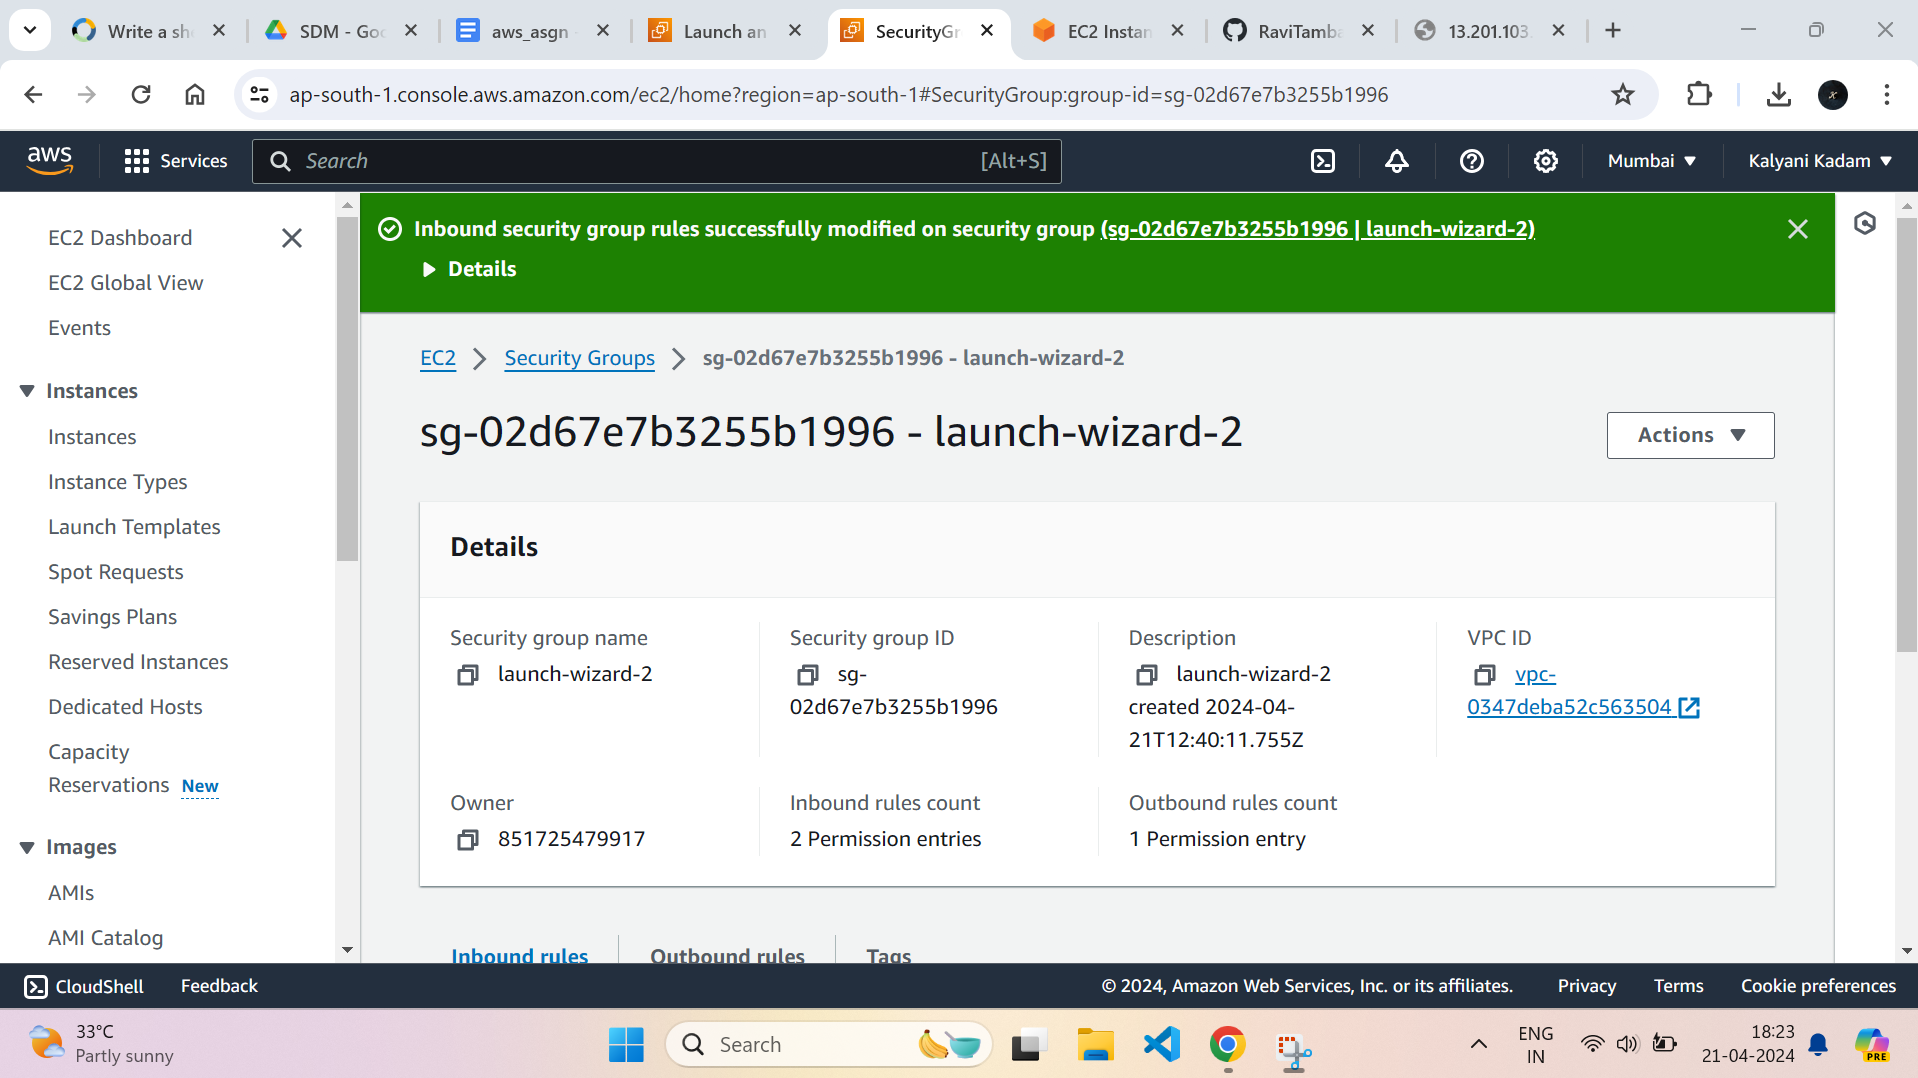 Write a sh
SDM - Goo
aws_asgn
Launch an
SecurityGr
EC2 Instan
RaviTamba
13.201.103.
ap-south-1.console.aws.amazon.com/ec2/home?region=ap-south-1#SecurityGroup:group-id=sg-02d67e7b3255b1996
aws
Services
Search
[Alt+S]
Mumbai
Kalyani Kadam
EC2 Dashboard
EC2 Global View
Events
Instances
Instances
Instance Types
Launch Templates
Spot Requests
Savings Plans
Reserved Instances
Dedicated Hosts
Capacity
Reservations New
Images
AMIs
AMI Catalog
Inbound security group rules successfully modified on security group (sg-02d67e7b3255b1996 | launch-wizard-2)
Details
EC2
Security Groups
sg-02d67e7b3255b1996 - launch-wizard-2
sg-02d67e7b3255b1996 - launch-wizard-2
Actions
Details
Security group name
launch-wizard-2
Security group ID
sg-
02d67e7b3255b1996
Description
launch-wizard-2
created 2024-04-
21T12:40:11.755Z
VPC ID
vpc-
0347deba52c563504
Owner
851725479917
Inbound rules count
2 Permission entries
Outbound rules count
1 Permission entry
Inbound rules
Outbound rules
Tags
CloudShell
Feedback
© 2024, Amazon Web Services, Inc. or its affiliates.
Privacy
Terms
Cookie preferences
33°C
Partly sunny
Search
ENG
IN
18:23
21-04-2024
PRE